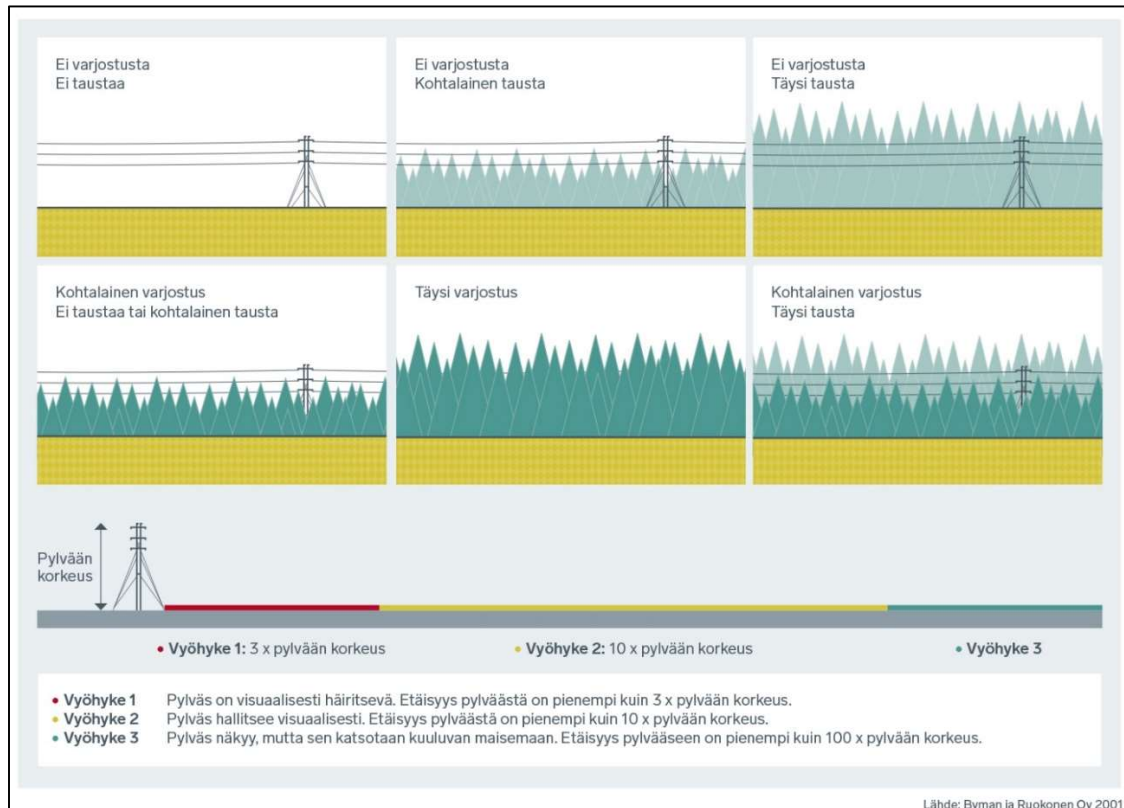 Ei varjostusta
Ei taustaa
Ei varjostusta
Kohtalainen tausta
Ei varjostusta
Täysi tausta
Kohtalainen varjostus
Ei taustaa tai kohtalainen tausta
Täysi varjostus
Kohtalainen varjostus
Täysi tausta
Pylvään
korkeus
• Vyöhyke 1: 3 x pylvään korkeus
• Vyöhyke 2: 10 x pylvään korkeus
• Vyöhyke 3
• Vyöhyke 1 Pylväs on visuaalisesti häiritsevä. Etäisyys pylväästä on pienempi kuin 3 x pylvään korkeus.
• Vyöhyke 2 Pylväs hallitsee visuaalisesti. Etäisyys pylväästä on pienempi kuin 10 x pylvään korkeus.
• Vyöhyke 3 Pylväs näkyy, mutta sen katsotaan kuuluvan maisemaan. Etäisyys pylvääseen on pienempi kuin 100 x pylvään korkeus.
Lähde: Byman ja Ruokonen Oy 2001